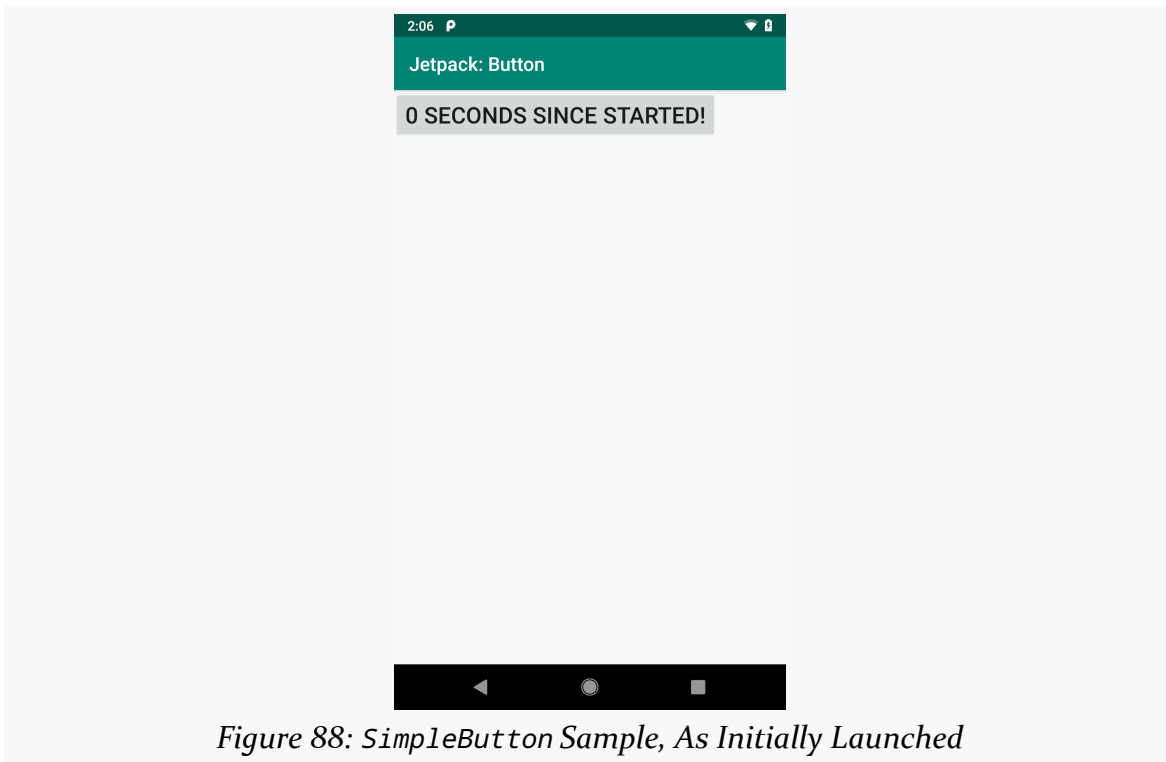 2:06
Jetpack: Button
0 SECONDS SINCE STARTED!
Figure 88: SimpleButton Sample, As Initially Launched